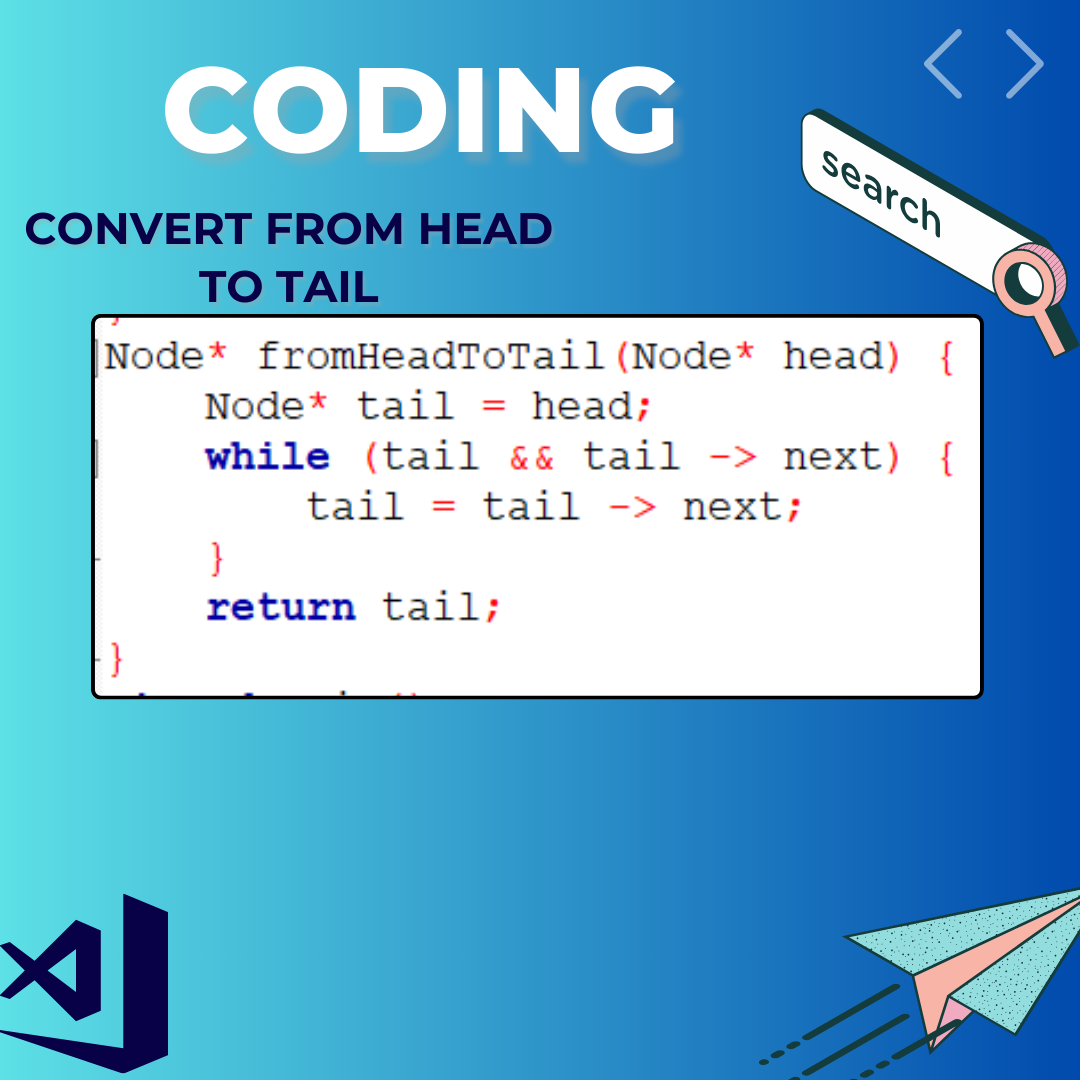 CODING
search
CONVERT FROM HEAD
TO TAIL
Node* fromHeadToTail(Node* head) {
    Node* tail = head;
    while (tail && tail -> next) {
        tail = tail -> next;
    }
    return tail;
}